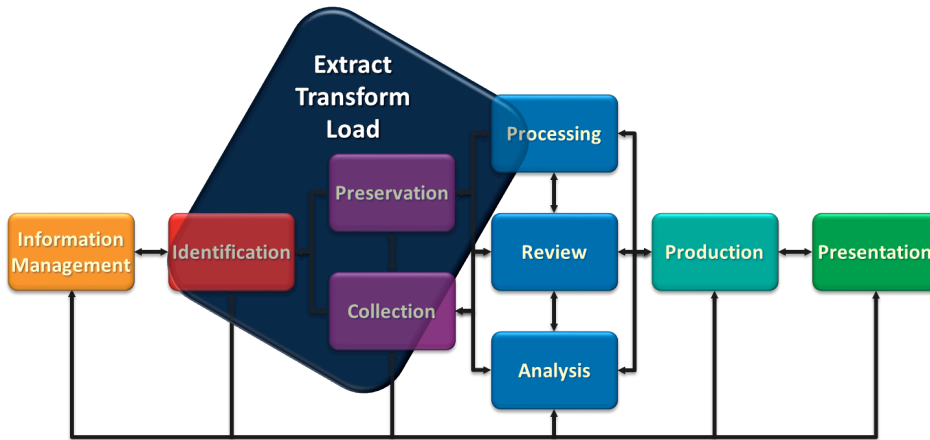 Extract
Transform
Load
Processing
Preservation
Information
Management
Identification
Review
Production
Presentation
Collection
Analysis